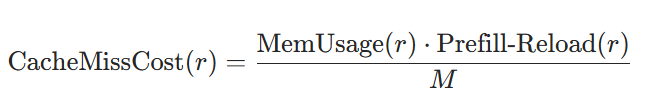 CacheMissCost(r) = MemUsage(r) · Prefill-Reload(r) / M